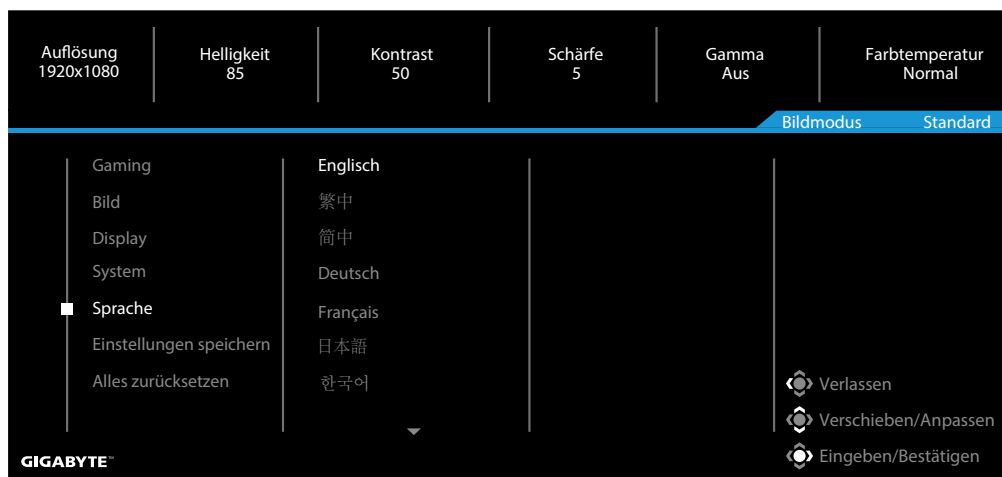 Auflösung
1920x1080
Helligkeit
85
Kontrast
50
Schärfe
5
Gamma
Aus
Farbtemperatur
Normal
Bildmodus Standard
Gaming
Bild
Display
System
Sprache
Einstellungen speichern
Alles zurücksetzen
Englisch
繁中
简中
Deutsch
Français
日本語
한국어
Verlassen
Verschieben/Anpassen
Eingeben/Bestätigen
GIGABYTE™